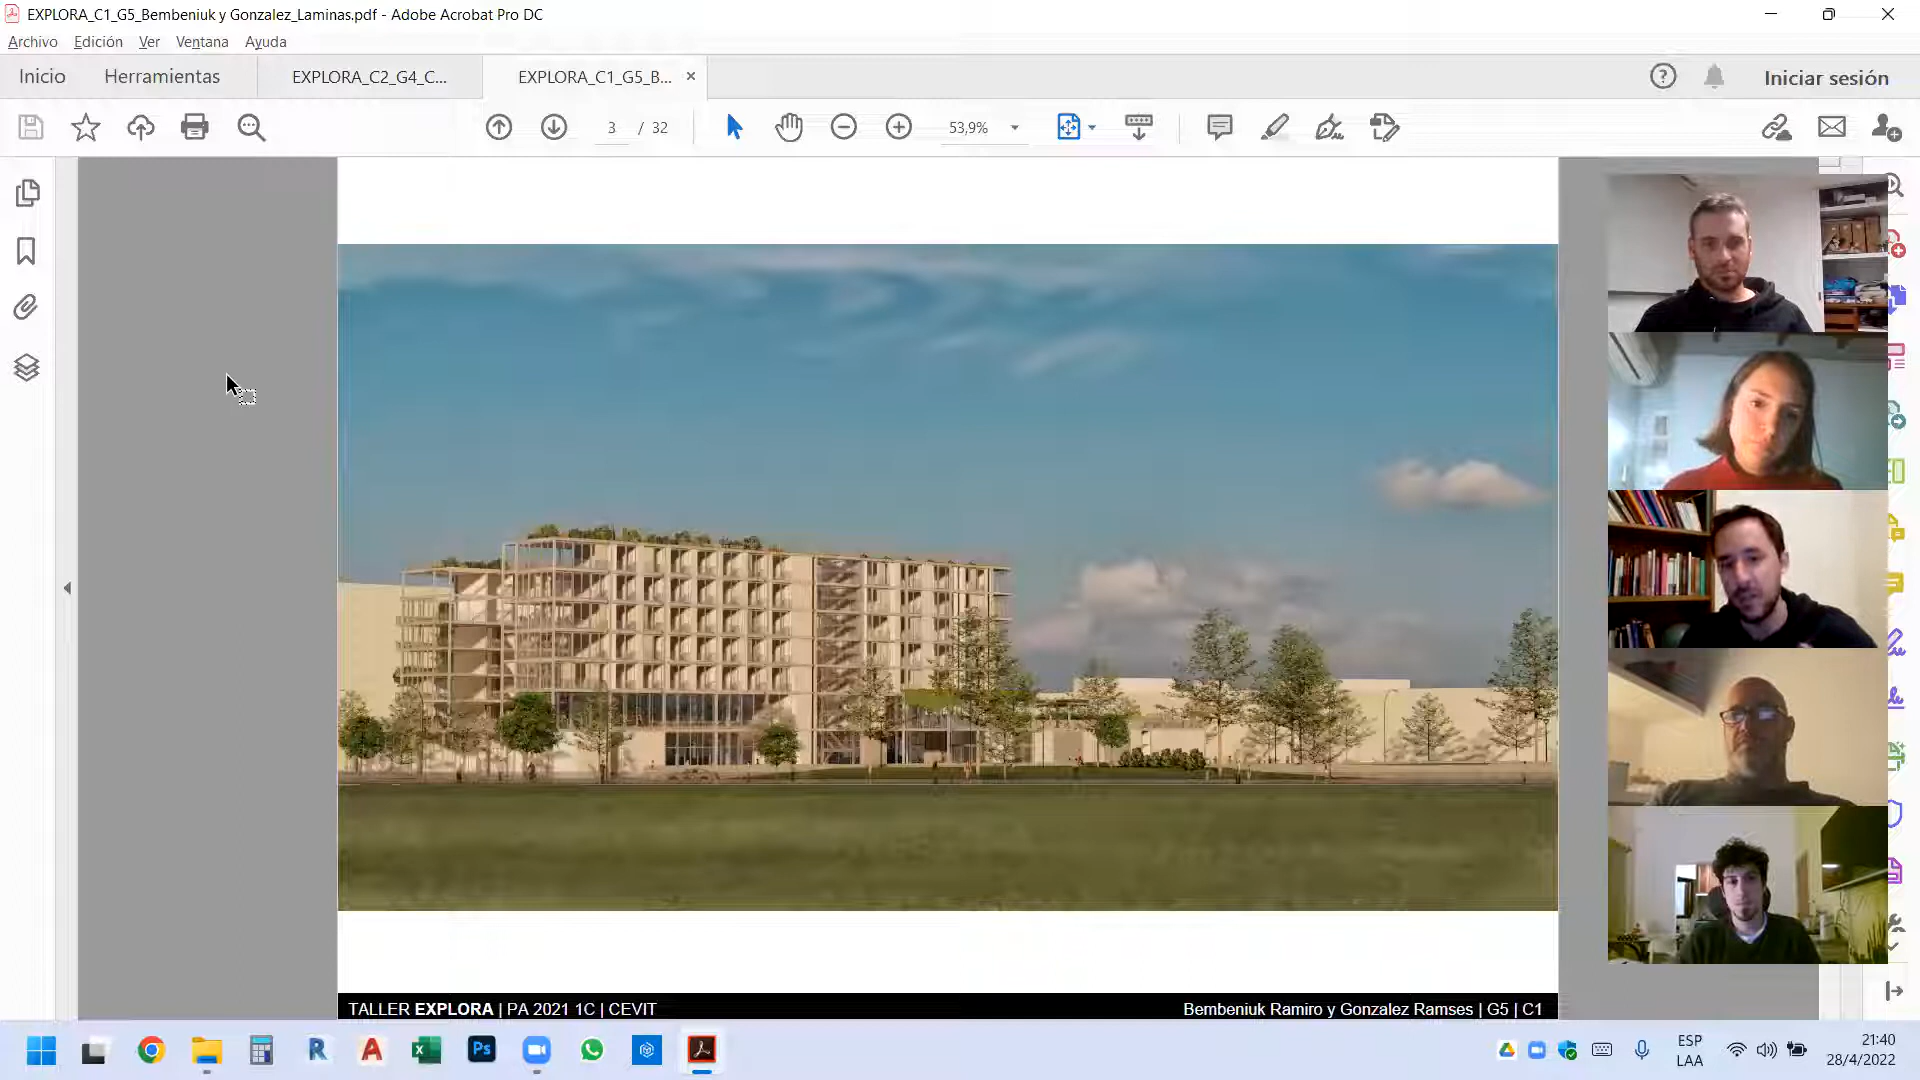 EXPLORA_C1_G5_Bembeniuk y Gonzalez_Laminas.pdf - Adobe Acrobat Pro DC
Archivo Edición Ver Ventana Ayuda
Inicio Herramientas EXPLORA_C2_G4_C... EXPLORA_C1_G5_B... Iniciar sesión
3 / 32 53,9%
TALLER EXPLORA | PA 2021 1C | CEVIT
Bembeniuk Ramiro y Gonzalez Ramses | G5 | C1
ESP
LAA
21:40
28/4/2022